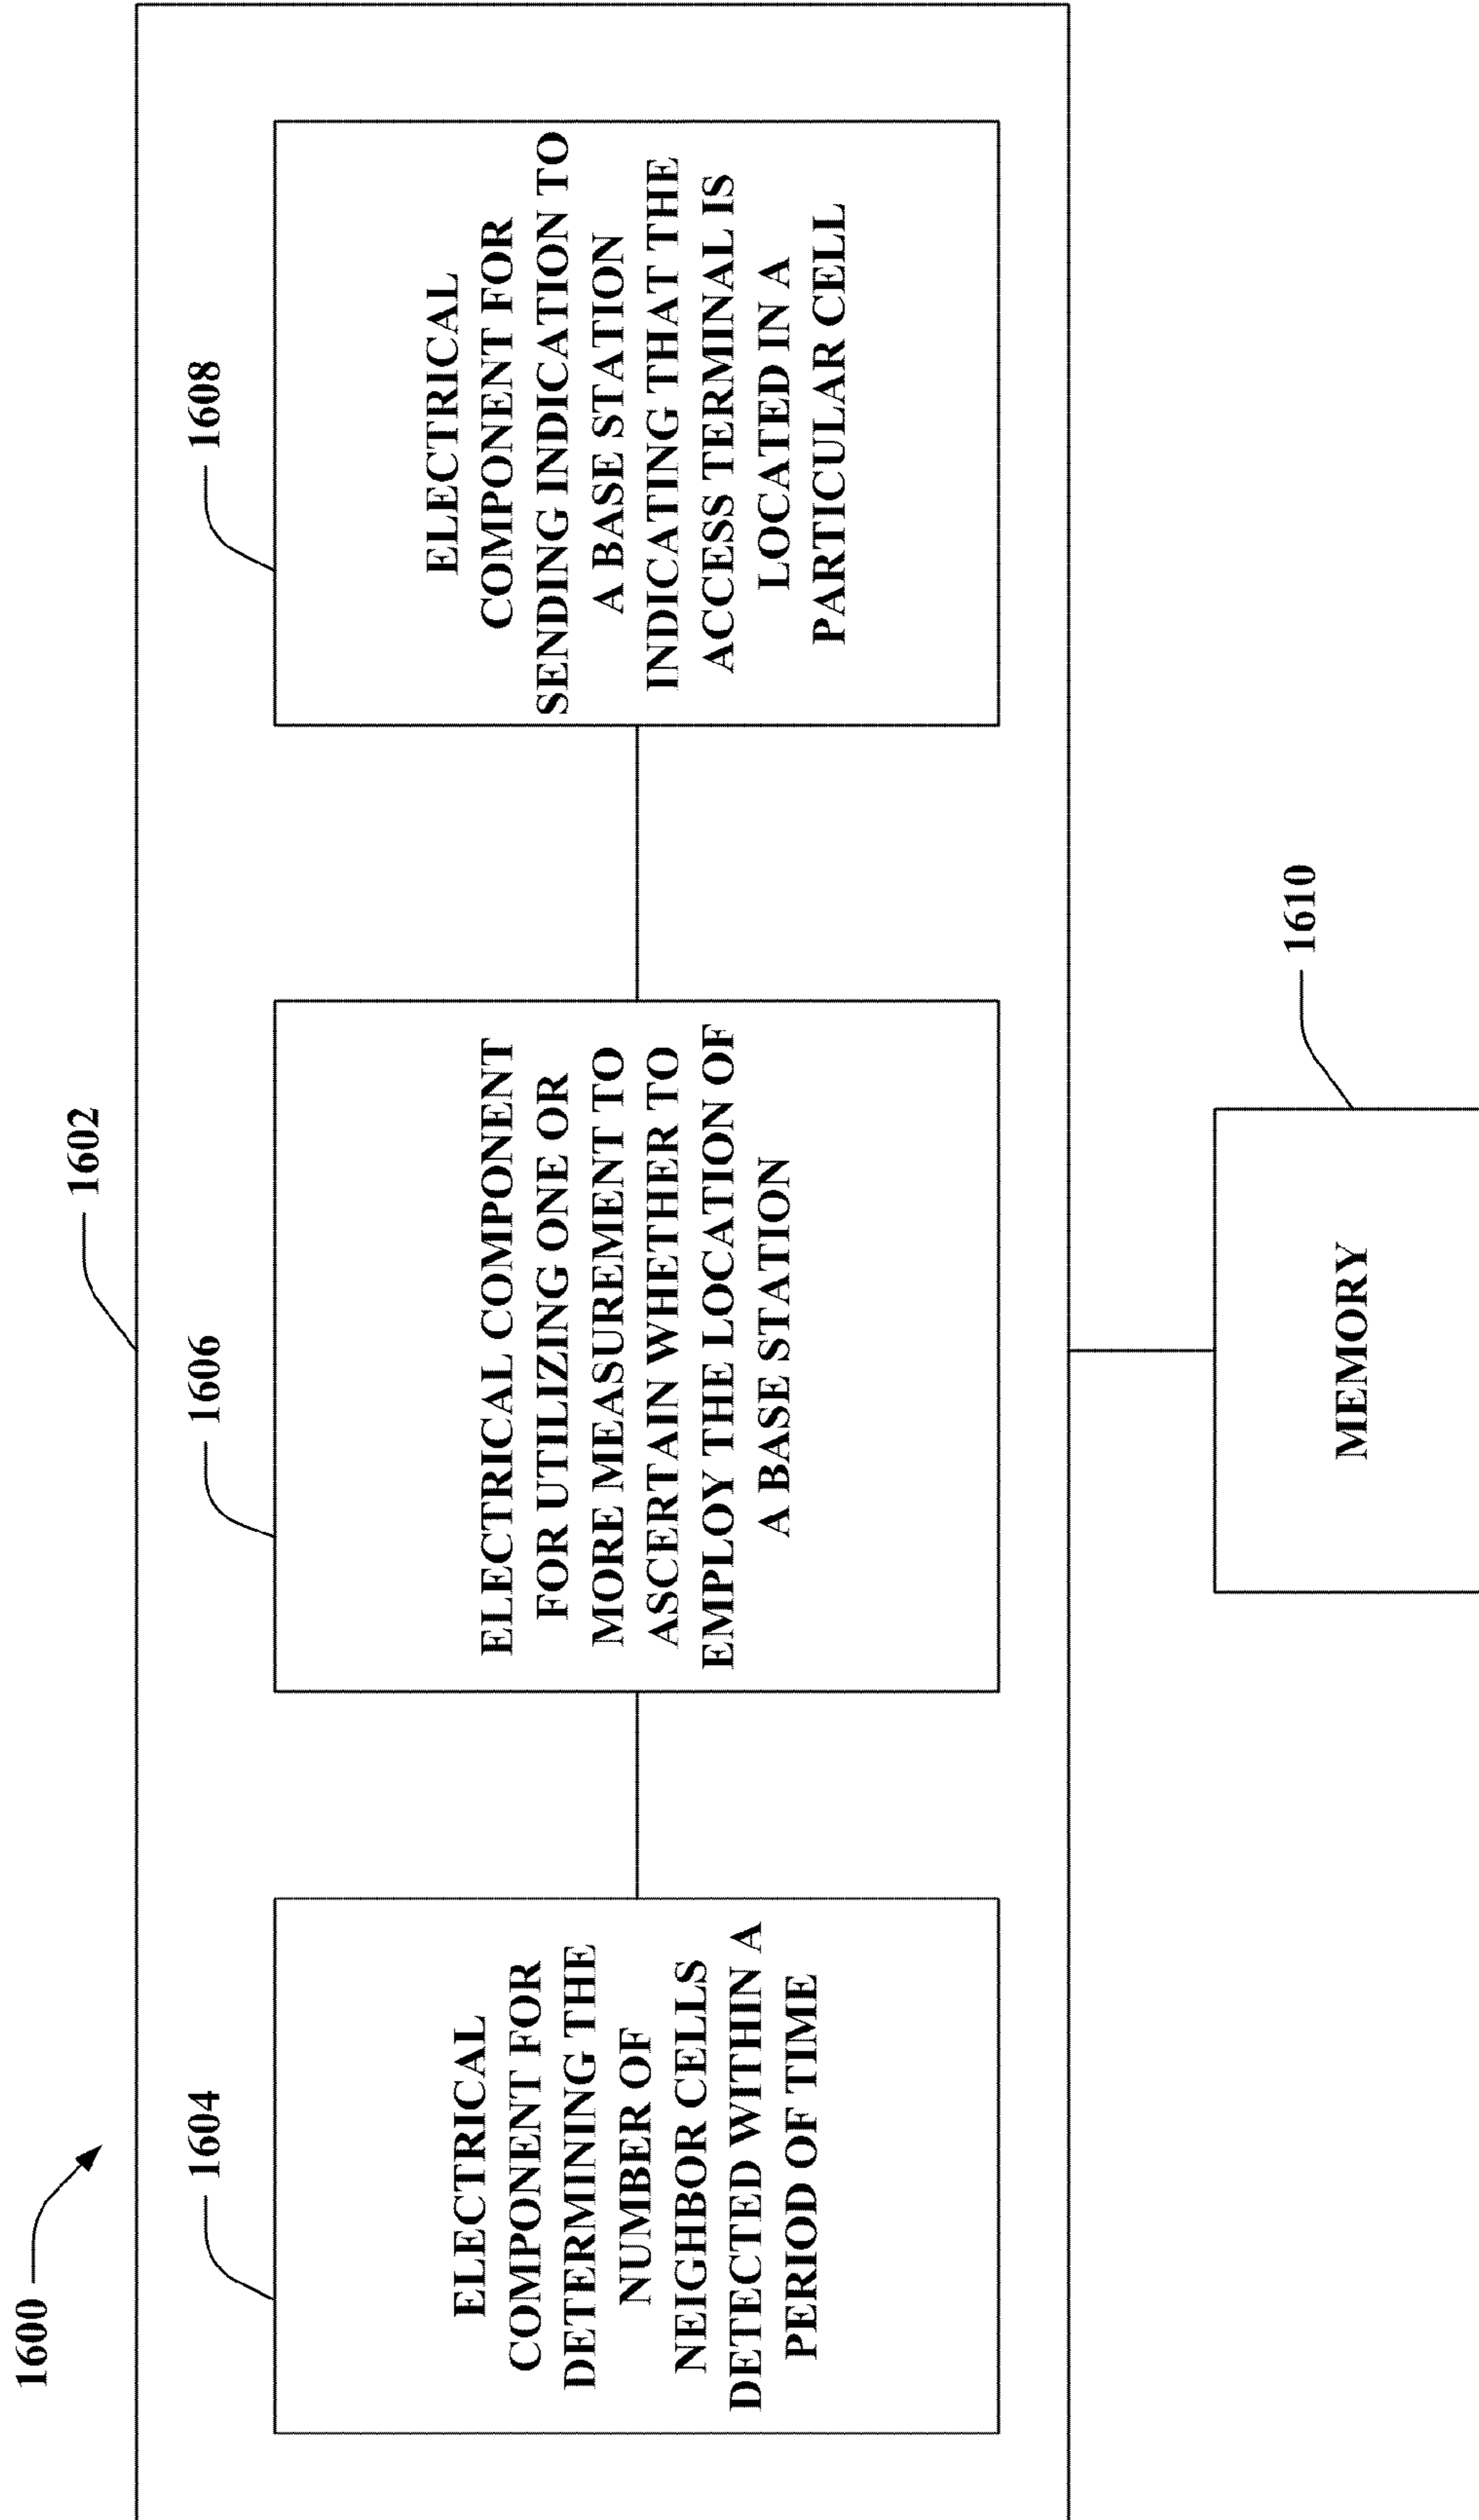 1600
1602
1604
ELECTRICAL
COMPONENT FOR
DETERMINING THE
NUMBER OF
NEIGHBOR CELLS
DETECTED WITHIN A
PERIOD OF TIME
1606
ELECTRICAL COMPONENT
FOR UTILIZING ONE OR
MORE MEASUREMENT TO
ASCERTAIN WHETHER TO
EMPLOY THE LOCATION OF
A BASE STATION
1608
ELECTRICAL
COMPONENT FOR
SENDING INDICATION TO
A BASE STATION
INDICATING THAT THE
ACCESS TERMINAL IS
LOCATED IN A
PARTICULAR CELL
1610
MEMORY